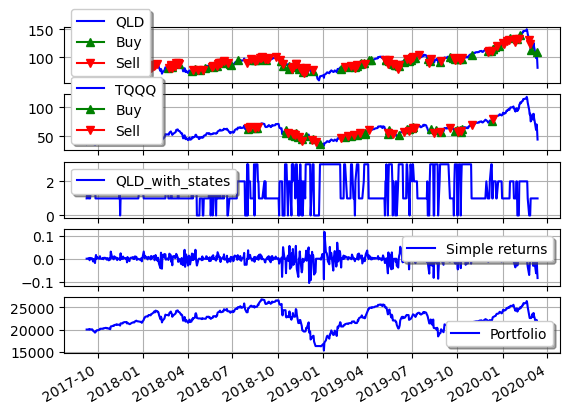 QLD
Buy
Sell
150
100
TQQQ
Buy
Sell
100
50
QLD_with_states
2
0
Simple returns
0.1
0.0
−0.1
Portfolio
25000
20000
15000
2017-10 2018-01 2018-04 2018-07 2018-10 2019-01 2019-04 2019-07 2019-10 2020-01 2020-04